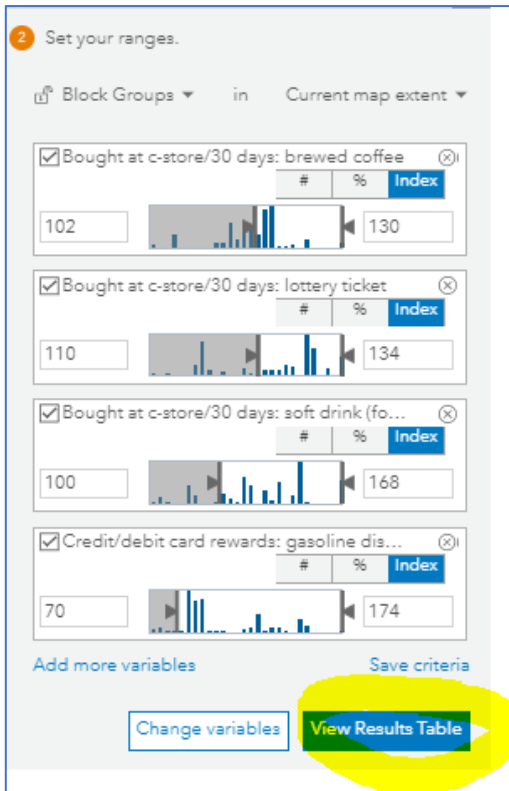 2 Set your ranges.
Block Groups in Current map extent
Bought at c-store/30 days: brewed coffee
# % Index
102 130
Bought at c-store/30 days: lottery ticket
# % Index
110 134
Bought at c-store/30 days: soft drink (fo...
# % Index
100 168
Credit/debit card rewards: gasoline dis...
# % Index
70 174
Add more variables Save criteria
Change variables View Results Table